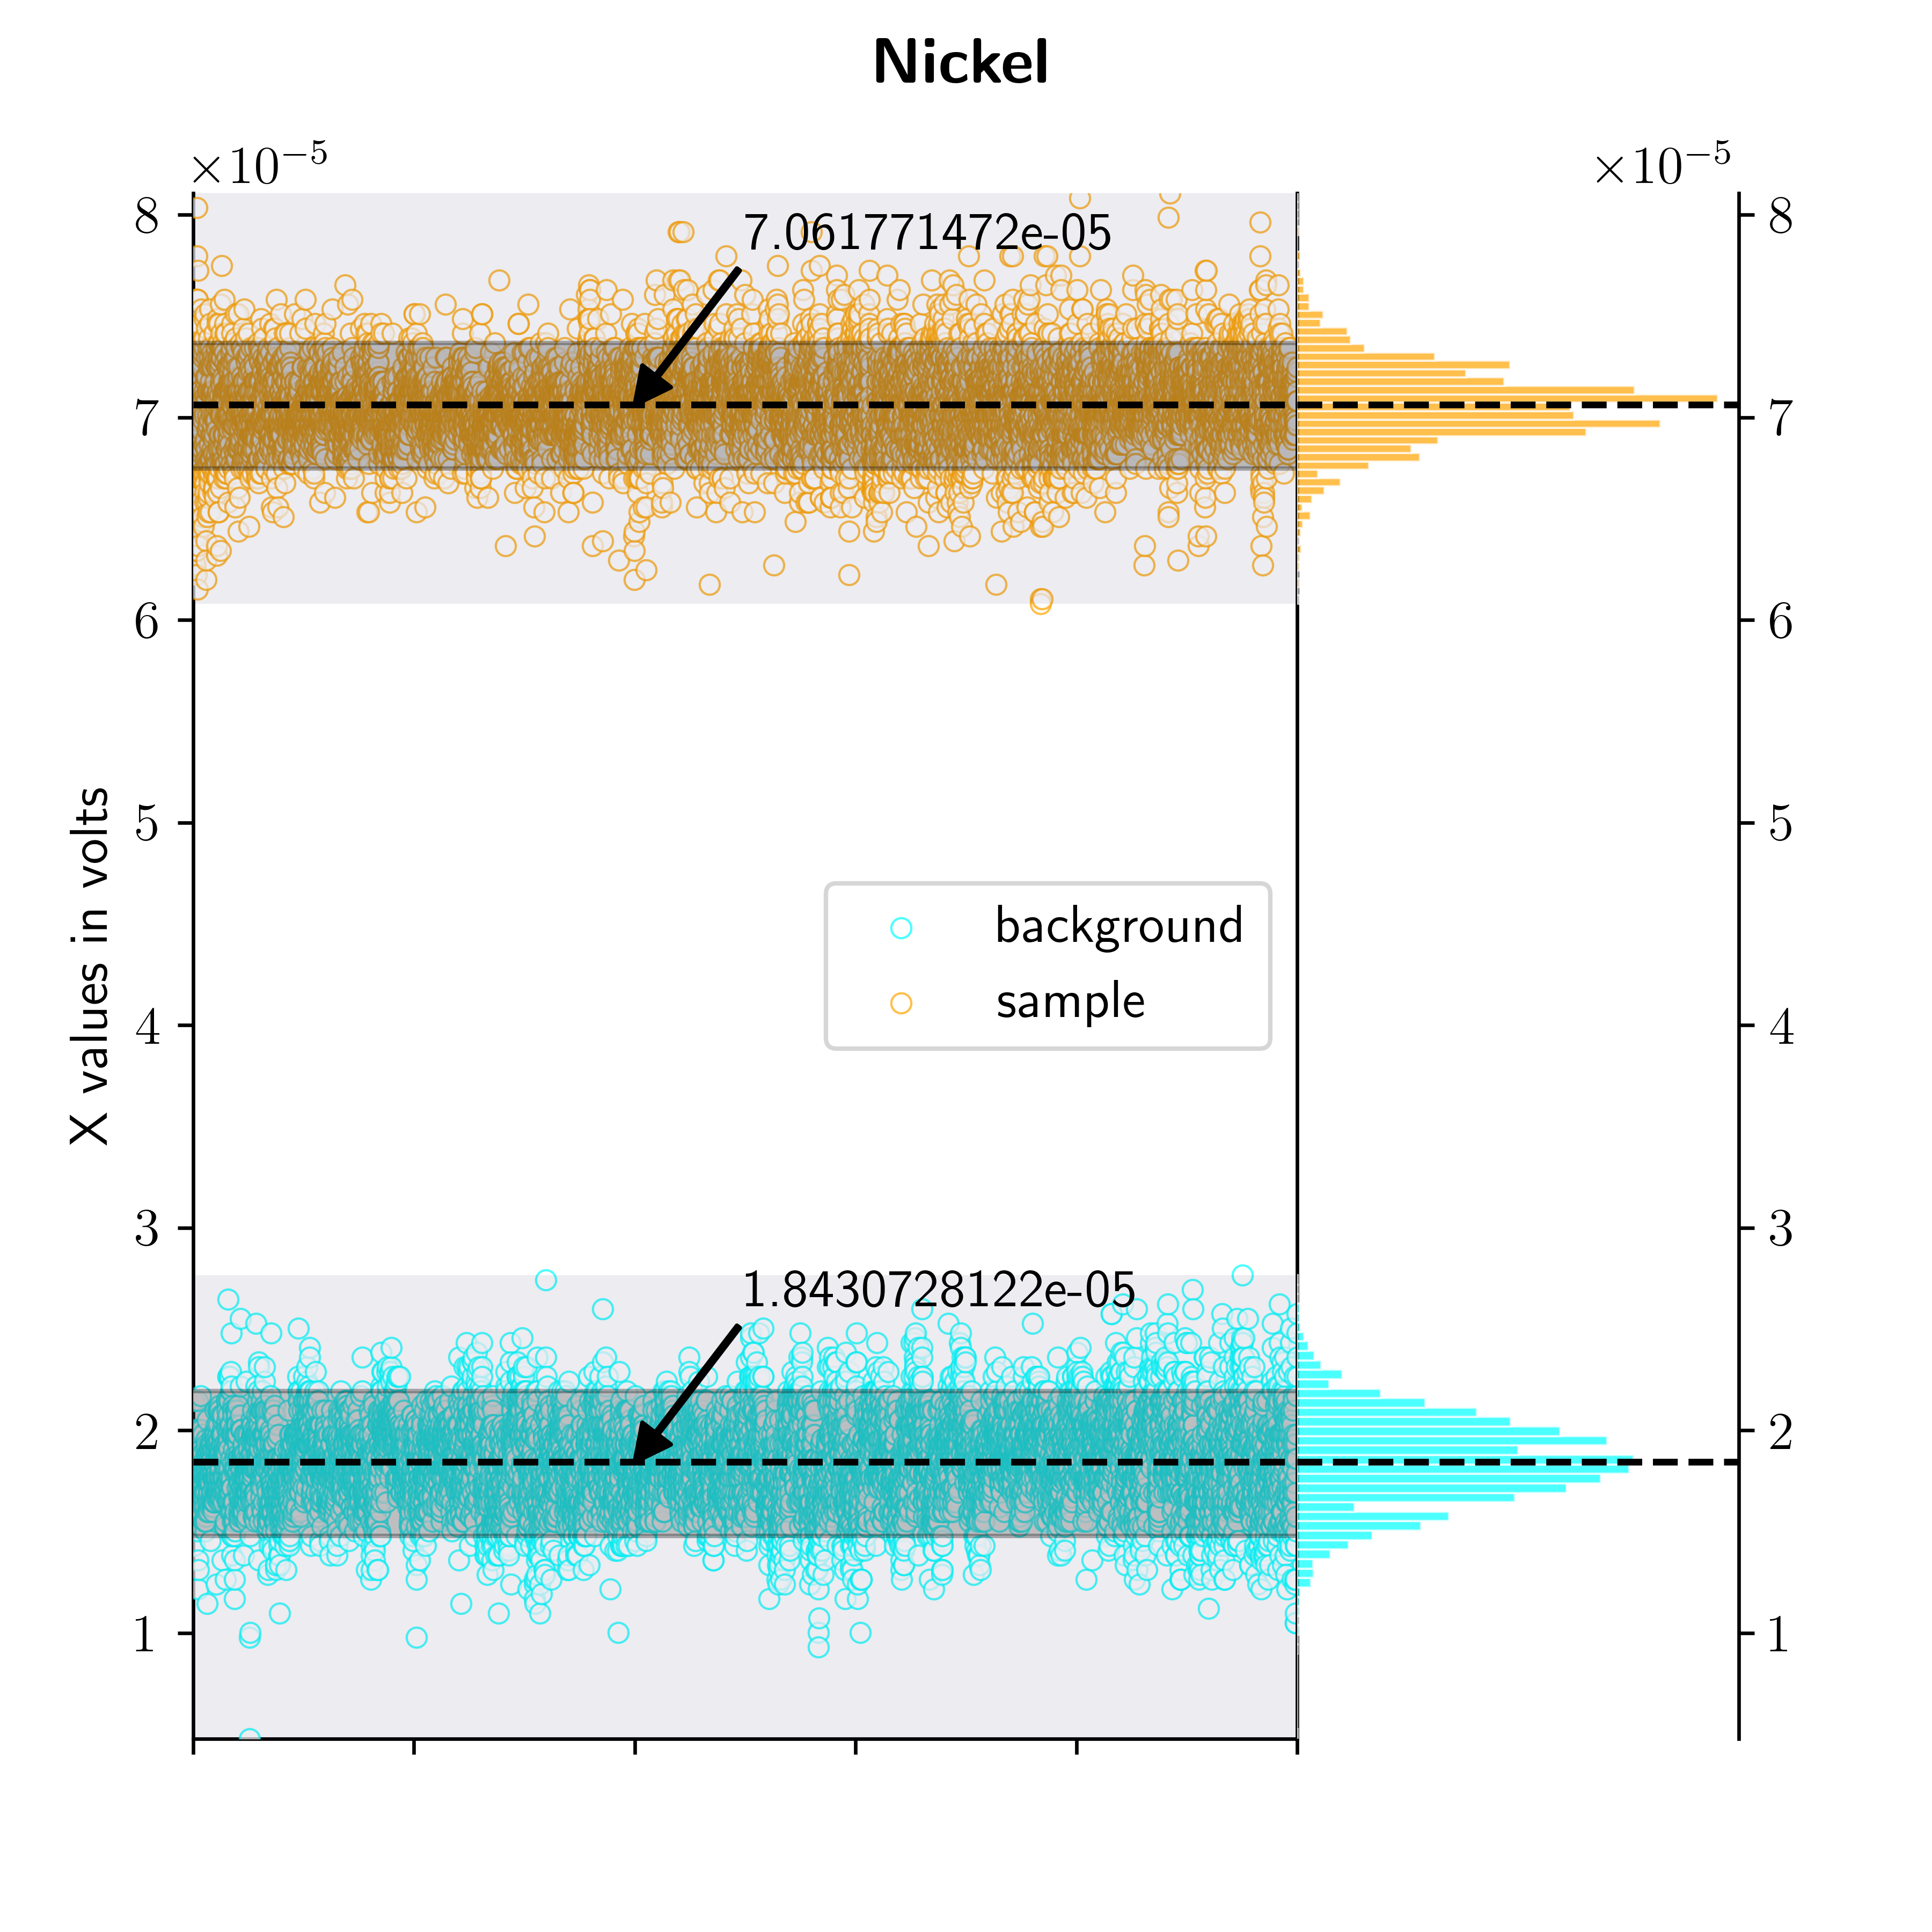 Nickel
×10⁻⁵ ×10⁻⁵
8 7.061771472e-05 8
7 7
6 6
5 5
X values in volts
background
sample
4 4
3 3
1.8430728122e-05
2 2
1 1